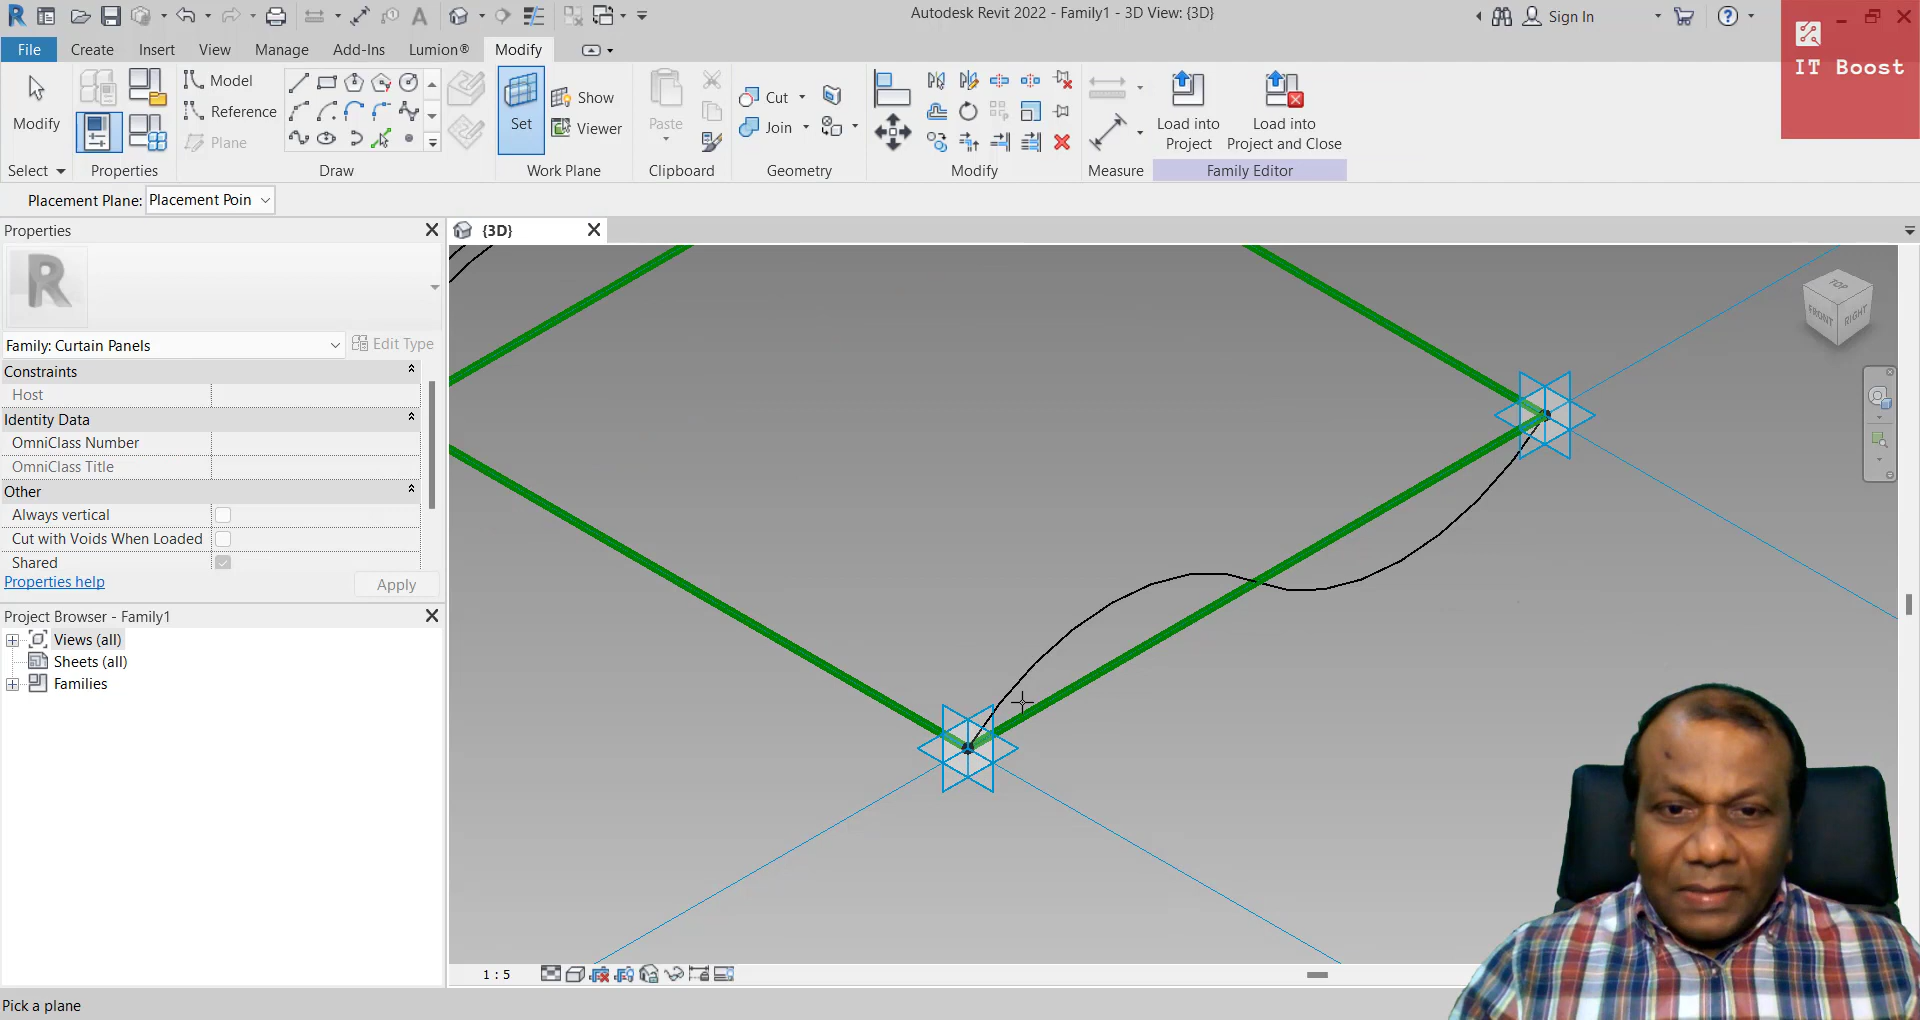 Autodesk Revit 2022 - Family1 - 3D View: {3D}
Sign In
IT Boost
File
Create
Insert
View
Manage
Add-Ins
Lumion®
Modify
Modify
Model
Reference
Plane
Set
Show
Viewer
Paste
Cut
Join
Load into
Project
Load into
Project and Close
Select
Properties
Draw
Work Plane
Clipboard
Geometry
Modify
Measure
Family Editor
Placement Plane:
Placement Poin
Properties
{3D}
R
Family: Curtain Panels
Edit Type
Constraints
Host
Identity Data
OmniClass Number
OmniClass Title
Other
Always vertical
Cut with Voids When Loaded
Shared
Properties help
Apply
Project Browser - Family1
Views (all)
Sheets (all)
Families
TOP
FRONT
RIGHT
1 : 5
Pick a plane